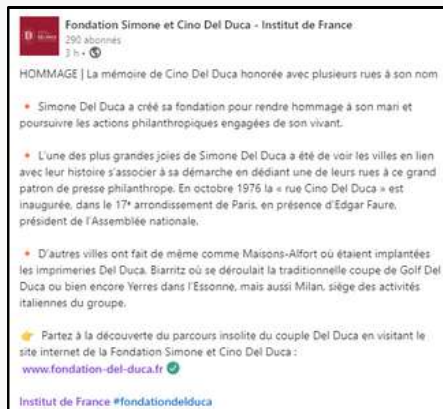 Fondation Simone et Cino Del Duca - Institut de France
290 abonnés
3 h •
HOMMAGE | La mémoire de Cino Del Duca honorée avec plusieurs rues à son nom
🔸 Simone Del Duca a créé sa fondation pour rendre hommage à son mari et
poursuivre les actions philanthropiques engagées de son vivant.
🔸 L'une des plus grandes joies de Simone Del Duca a été de voir les villes en lien
avec leur histoire s'associer à sa démarche en dédiant une de leurs rues à ce grand
patron de presse philanthrope. En octobre 1976 la « rue Cino Del Duca » est
inaugurée, dans le 17ᵉ arrondissement de Paris, en présence d'Edgar Faure,
président de l'Assemblée nationale.
🔸 D'autres villes ont fait de même comme Maisons-Alfort où étaient implantées
les imprimeries Del Duca. Biarritz où se déroulait la traditionnelle coupe de Golf Del
Duca ou bien encore Yerres dans l'Essonne, mais aussi Milan, siège des activités
italiennes du groupe.
👉 Partez à la découverte du parcours insolite du couple Del Duca en visitant le
site internet de la Fondation Simone et Cino Del Duca :
www.fondation-del-duca.fr
Institut de France #fondationdelduca